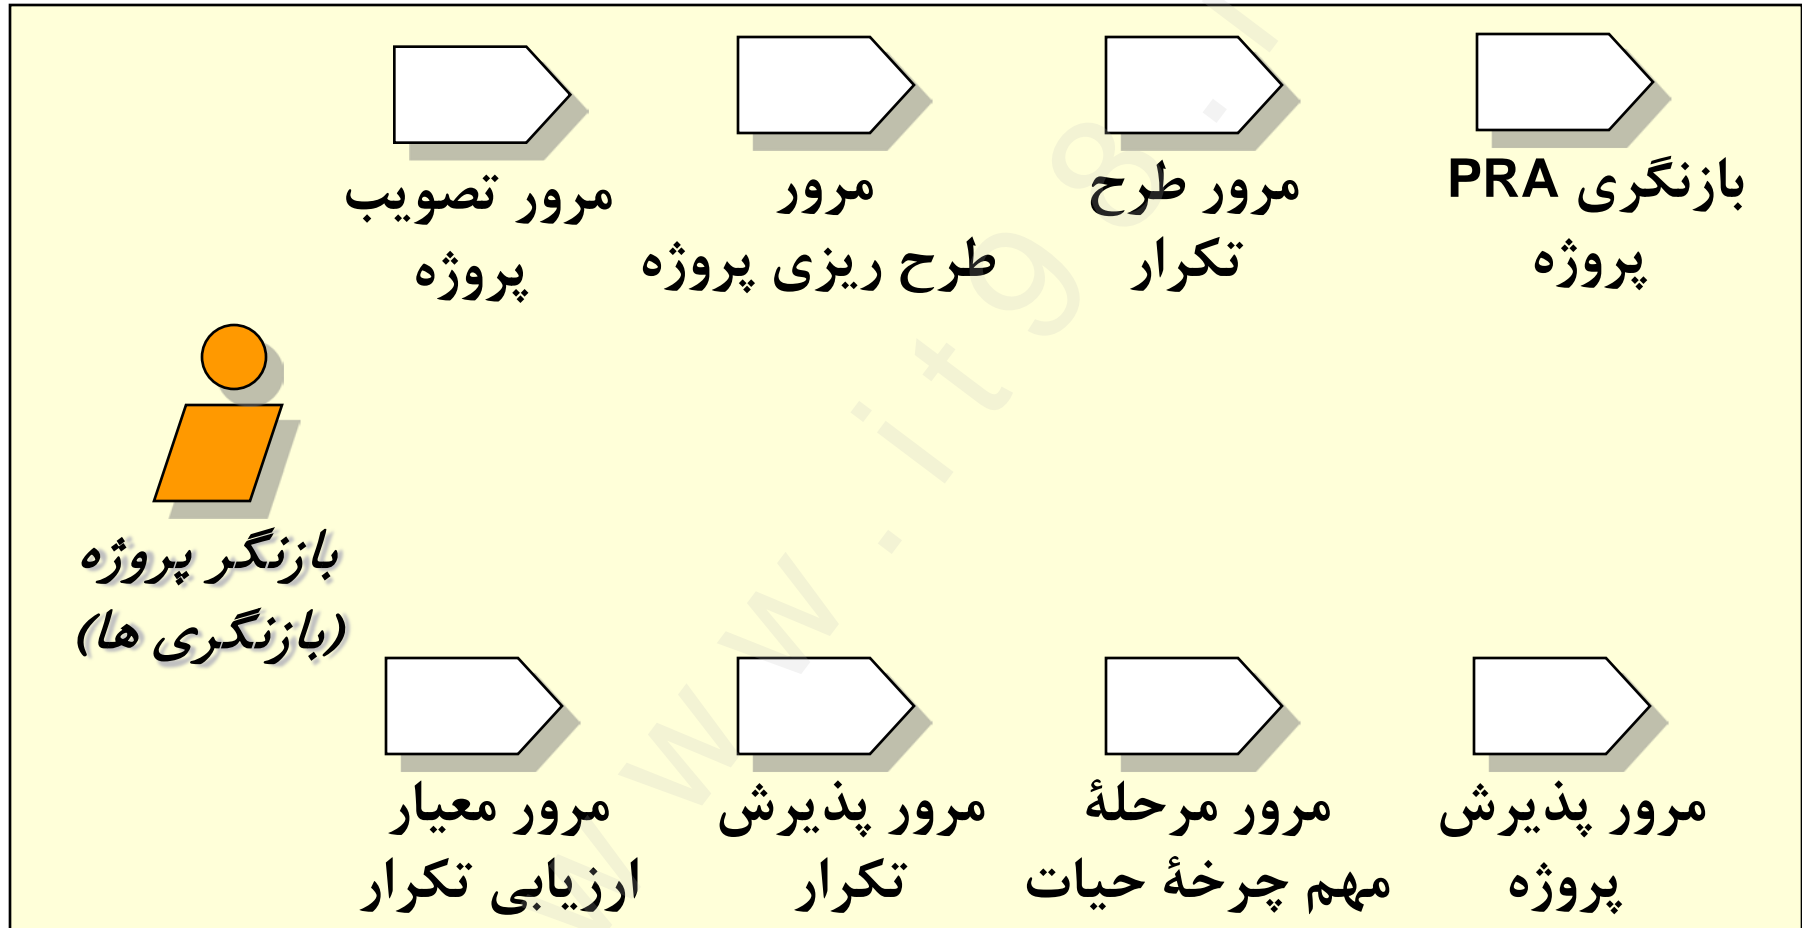 مرور تصویب
پروژه
مرور
طرح ریزی پروژه
مرور طرح
تکرار
بازنگری PRA
پروژه
بازنگر پروژه
(بازنگری ها)
مرور معیار
ارزیابی تکرار
مرور پذیرش
تکرار
مرور مرحلهٔ
مهم چرخهٔ حیات
مرور پذیرش
پروژه